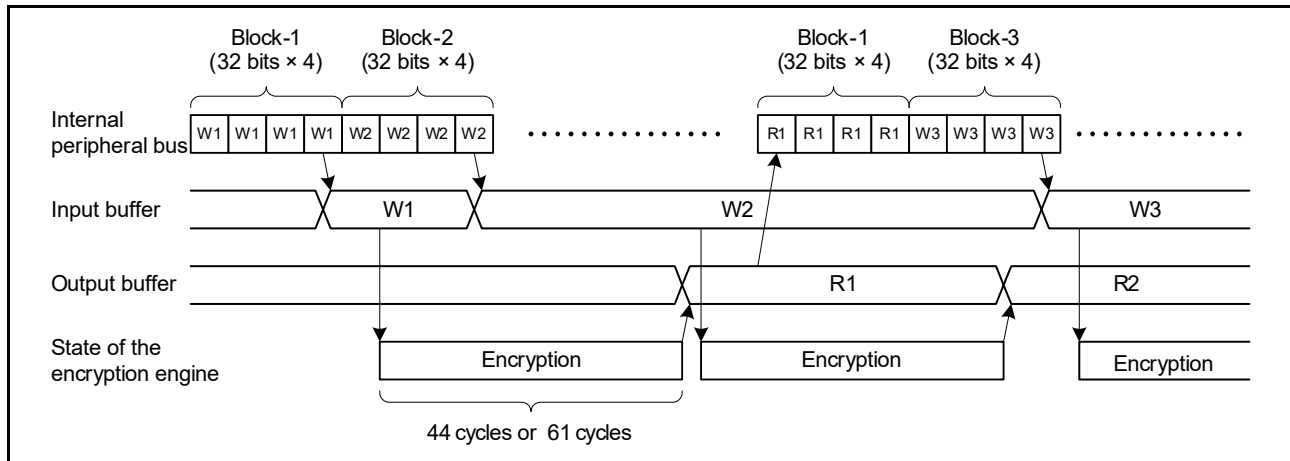 Block-1 Block-2 Block-1 Block-3
(32 bits × 4) (32 bits × 4) (32 bits × 4) (32 bits × 4)
Internal
peripheral bus
W1 W1 W1 W1 W2 W2 W2 W2 R1 R1 R1 R1 W3 W3 W3 W3
Input buffer W1 W2 W3
Output buffer R1 R2
State of the
encryption engine
Encryption Encryption Encryption
44 cycles or 61 cycles